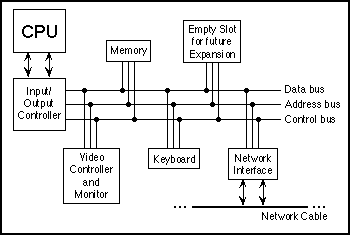 CPU
Memory
Empty Slot
for future
Expansion
Input/
Output
Controller
Data bus
Address bus
Control bus
Video
Controller
and
Monitor
Keyboard
Network
Interface
Network Cable